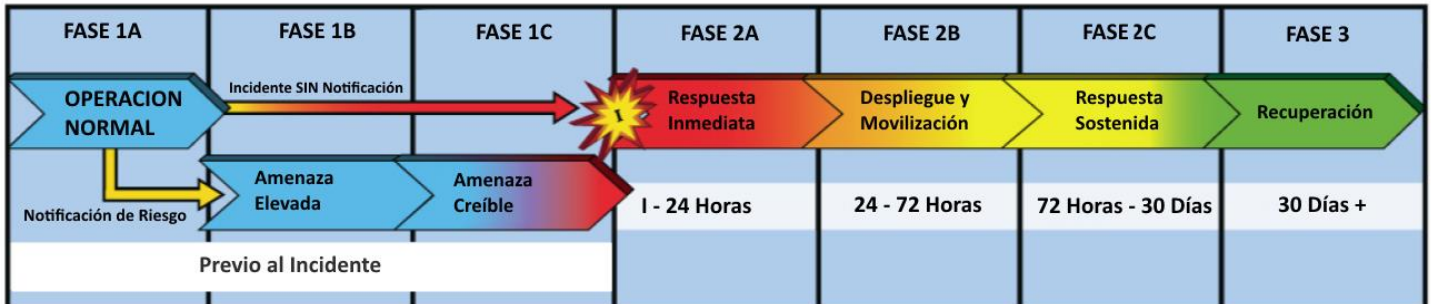 FASE 1A
FASE 1B
FASE 1C
FASE 2A
FASE 2B
FASE 2C
FASE 3
OPERACION
NORMAL
Incidente SIN Notificación
I
Respuesta
Inmediata
Despliegue y
Movilización
Respuesta
Sostenida
Recuperación
Notificación de Riesgo
Amenaza
Elevada
Amenaza
Creíble
I - 24 Horas
24 - 72 Horas
72 Horas - 30 Días
30 Días +
Previo al Incidente